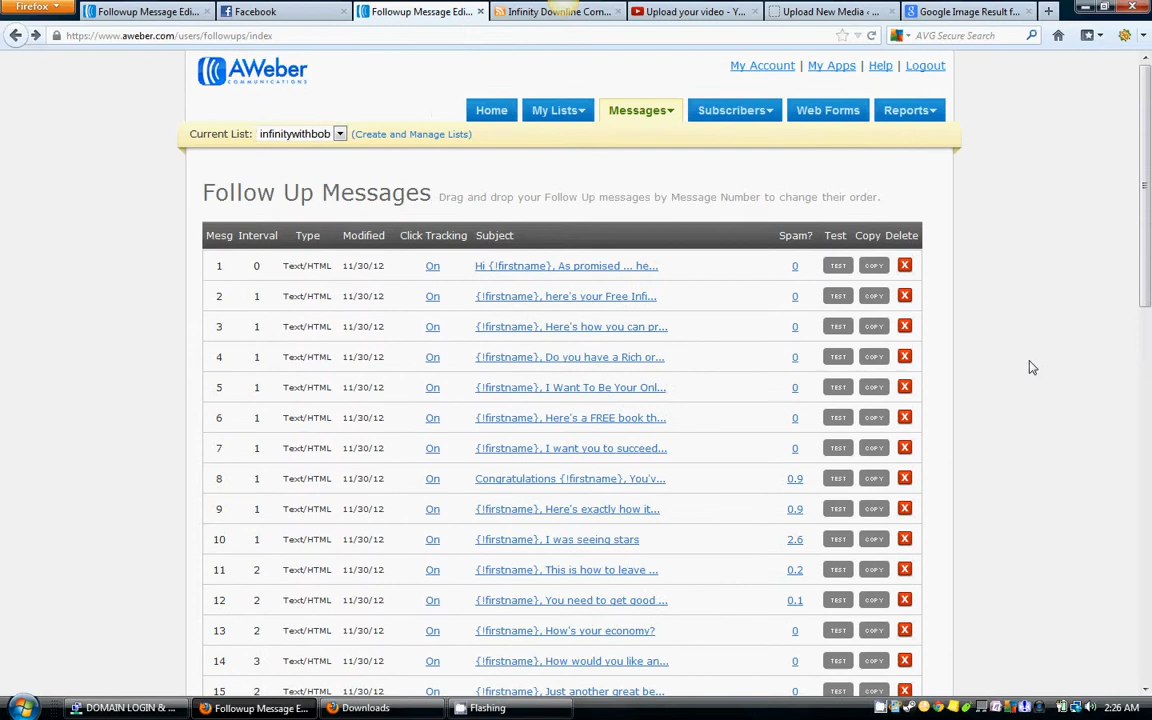 Firefox
Followup Message Edi...
Facebook
Followup Message Edi...
Infinity Downline Com...
Upload your video - Y...
Upload New Media ‹ ...
Google Image Result f...
https://www.aweber.com/users/followups/index
AVG Secure Search
AWeber
COMMUNICATIONS
My Account | My Apps | Help | Logout
Home
My Lists
Messages
Subscribers
Web Forms
Reports
Current List: infinitywithbob (Create and Manage Lists)
Follow Up Messages Drag and drop your Follow Up messages by Message Number to change their order.
Mesg Interval Type Modified Click Tracking Subject Spam? Test Copy Delete
1 0 Text/HTML 11/30/12 On Hi {!firstname}, As promised ... he... 0 TEST COPY X
2 1 Text/HTML 11/30/12 On {!firstname}, here's your Free Infi... 0 TEST COPY X
3 1 Text/HTML 11/30/12 On {!firstname}, Here's how you can pr... 0 TEST COPY X
4 1 Text/HTML 11/30/12 On {!firstname}, Do you have a Rich or... 0 TEST COPY X
5 1 Text/HTML 11/30/12 On {!firstname}, I Want To Be Your Onl... 0 TEST COPY X
6 1 Text/HTML 11/30/12 On {!firstname}, Here's a FREE book th... 0 TEST COPY X
7 1 Text/HTML 11/30/12 On {!firstname}, I want you to succeed... 0 TEST COPY X
8 1 Text/HTML 11/30/12 On Congratulations {!firstname}, You'v... 0.9 TEST COPY X
9 1 Text/HTML 11/30/12 On {!firstname}, Here's exactly how it... 0.9 TEST COPY X
10 1 Text/HTML 11/30/12 On {!firstname}, I was seeing stars 2.6 TEST COPY X
11 2 Text/HTML 11/30/12 On {!firstname}, This is how to leave ... 0.2 TEST COPY X
12 2 Text/HTML 11/30/12 On {!firstname}, You need to get good ... 0.1 TEST COPY X
13 2 Text/HTML 11/30/12 On {!firstname}, How's your economy? 0 TEST COPY X
14 3 Text/HTML 11/30/12 On {!firstname}, How would you like an... 0 TEST COPY X
15 2 Text/HTML 11/30/12 On {!firstname}, Just another great be... 0 TEST COPY X
DOMAIN LOGIN & ...
Followup Message E...
Downloads
Flashing
2:26 AM